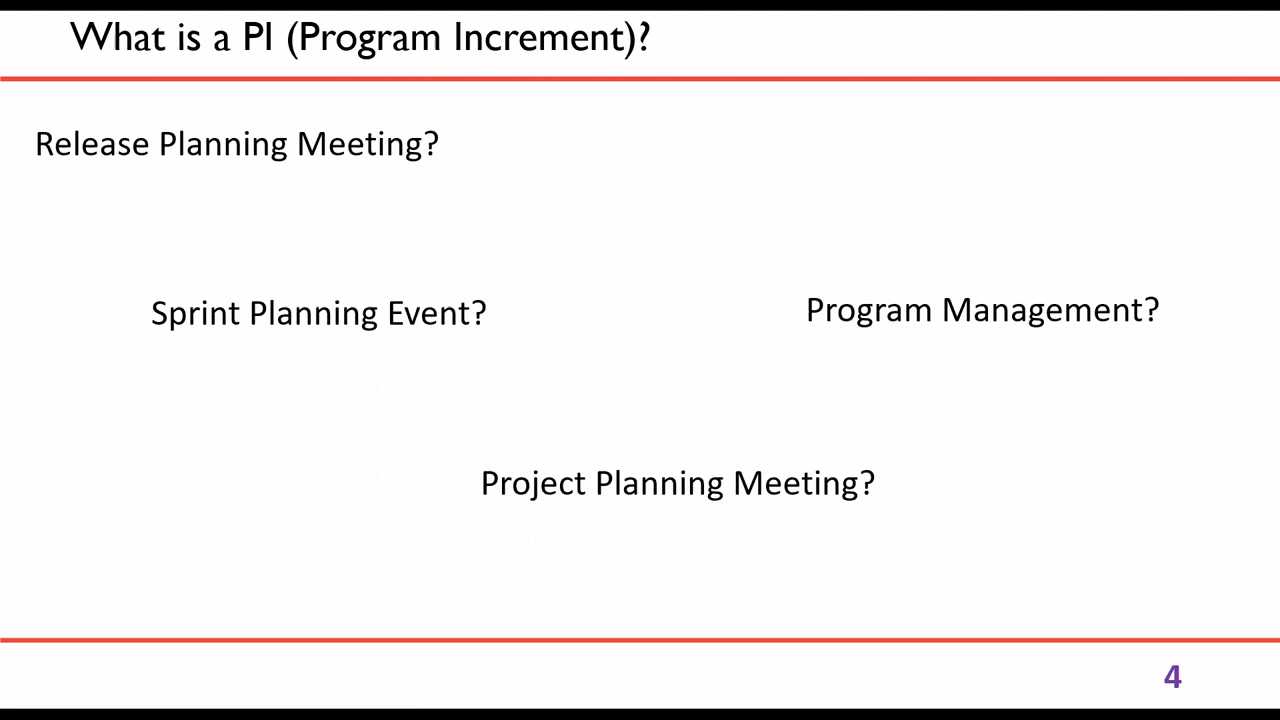 What is a PI (Program Increment)?
Release Planning Meeting?
Sprint Planning Event?
Program Management?
Project Planning Meeting?
4